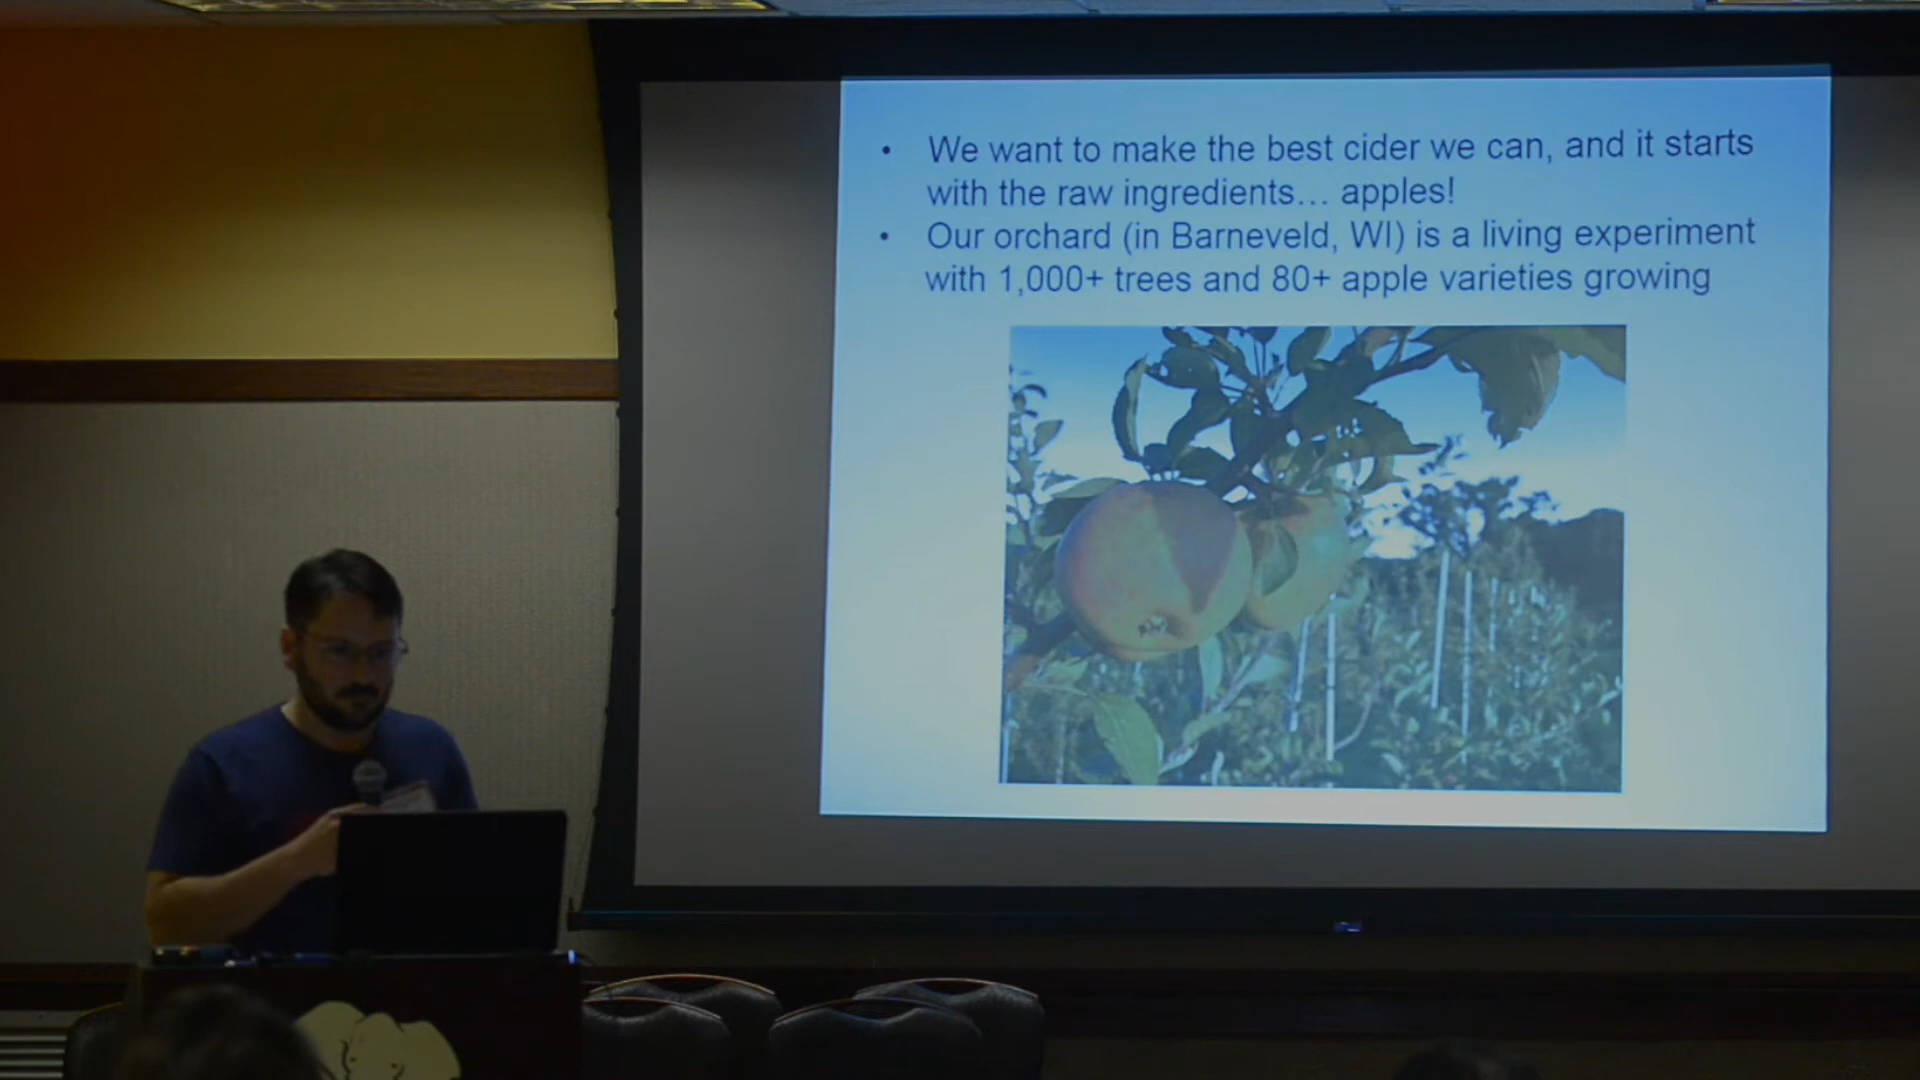 • We want to make the best cider we can, and it starts
with the raw ingredients… apples!
• Our orchard (in Barneveld, WI) is a living experiment
with 1,000+ trees and 80+ apple varieties growing